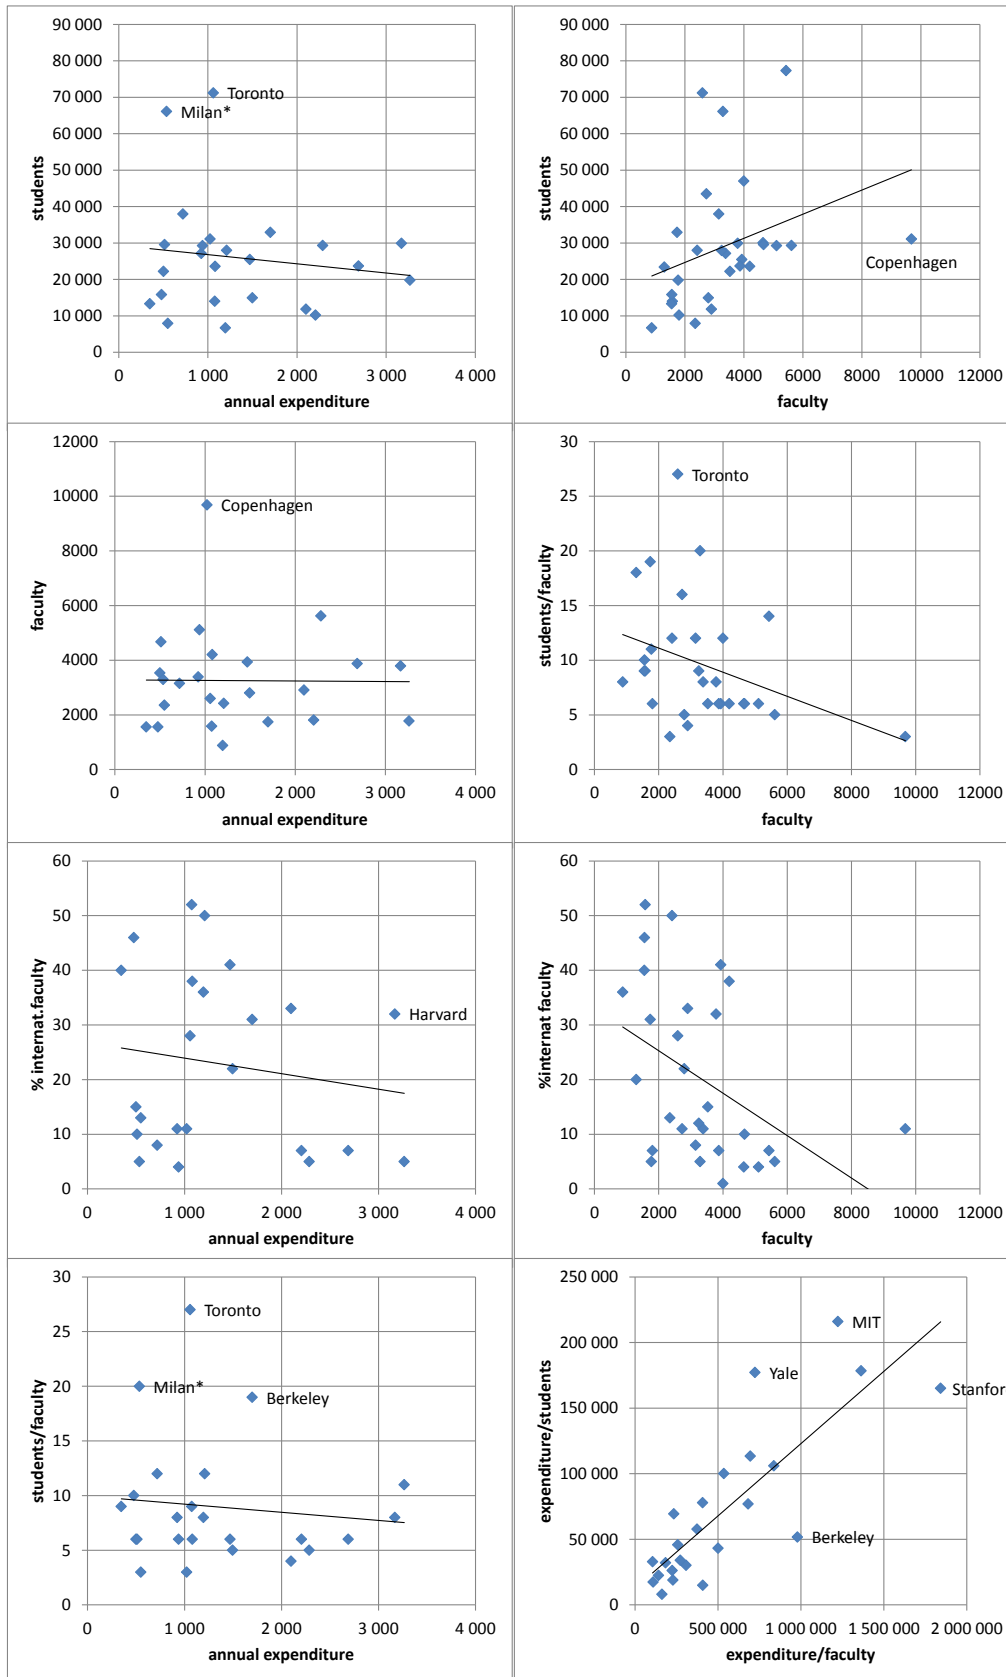 90 000
80 000
70 000
60 000
50 000
40 000
30 000
20 000
10 000
0
students
Toronto
Milan*
0 1 000 2 000 3 000 4 000
annual expenditure
90 000
80 000
70 000
60 000
50 000
40 000
30 000
20 000
10 000
0
students
Copenhagen
0 2000 4000 6000 8000 10000 12000
faculty
12000
10000
8000
6000
4000
2000
0
faculty
Copenhagen
0 1 000 2 000 3 000 4 000
annual expenditure
30
25
20
15
10
5
0
students/faculty
Toronto
0 2000 4000 6000 8000 10000 12000
faculty
60
50
40
30
20
10
0
% internat.faculty
Harvard
0 1 000 2 000 3 000 4 000
annual expenditure
60
50
40
30
20
10
0
%internat faculty
0 2000 4000 6000 8000 10000 12000
faculty
30
25
20
15
10
5
0
students/faculty
Toronto
Milan*
Berkeley
0 1 000 2 000 3 000 4 000
annual expenditure
250 000
200 000
150 000
100 000
50 000
0
expenditure/students
MIT
Yale
Stanfor
Berkeley
0 500 000 1 000 000 1 500 000 2 000 000
expenditure/faculty